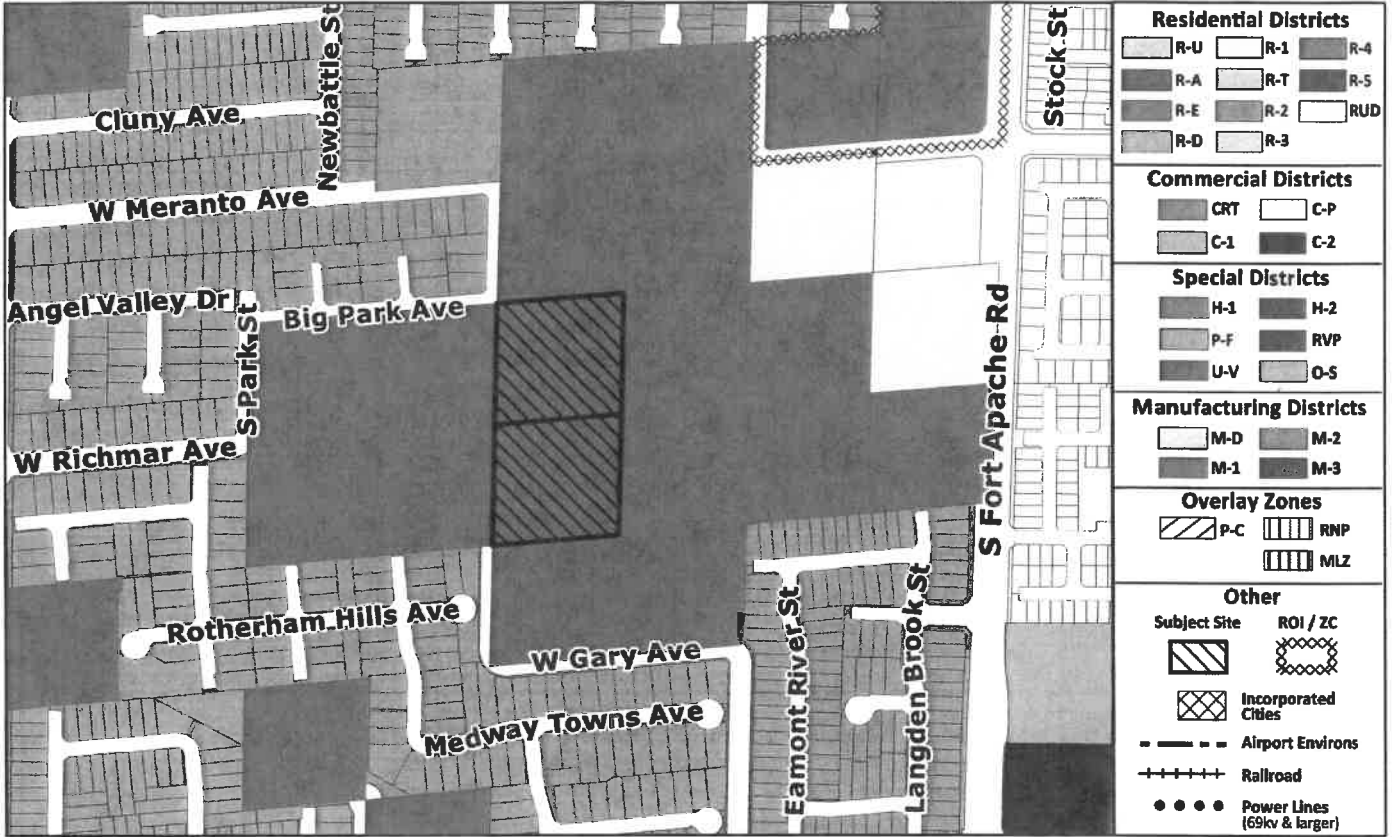 Newbattle St
Stock St
Cluny Ave
W Meranto Ave
Angel Valley Dr
Big Park Ave
S Park St
W Richmar Ave
S Fort Apache Rd
Rotherham Hills Ave
W Gary Ave
Medway Towns Ave
Eamont River St
Langden Brook St
Residential Districts
R-U R-1 R-4
R-A R-T R-5
R-E R-2 RUD
R-D R-3
Commercial Districts
CRT C-P
C-1 C-2
Special Districts
H-1 H-2
P-F RVP
U-V O-S
Manufacturing Districts
M-D M-2
M-1 M-3
Overlay Zones
P-C RNP
MLZ
Other
Subject Site ROI / ZC
Incorporated
Cities
Airport Environs
Railroad
Power Lines
(69kv & larger)